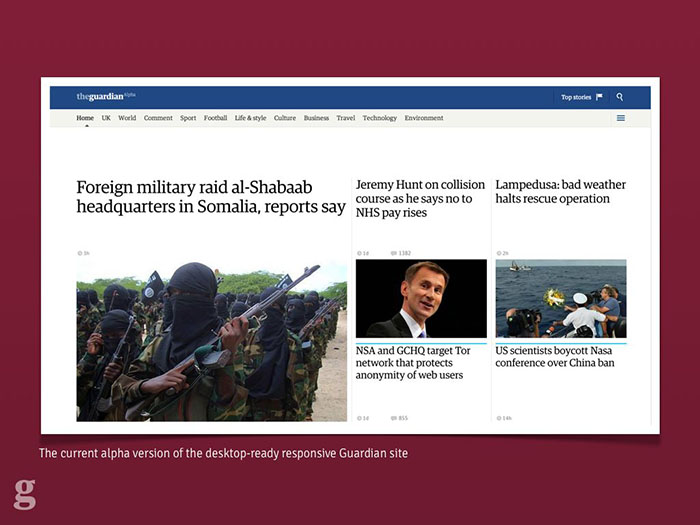 theguardian alpha
Top stories
Home UK World Comment Sport Football Life & style Culture Business Travel Technology Environment
Foreign military raid al-Shabaab
headquarters in Somalia, reports say
3h
Jeremy Hunt on collision
course as he says no to
NHS pay rises
1d 1382
Lampedusa: bad weather
halts rescue operation
2h
NSA and GCHQ target Tor
network that protects
anonymity of web users
1d 855
US scientists boycott Nasa
conference over China ban
14h
The current alpha version of the desktop-ready responsive Guardian site
g